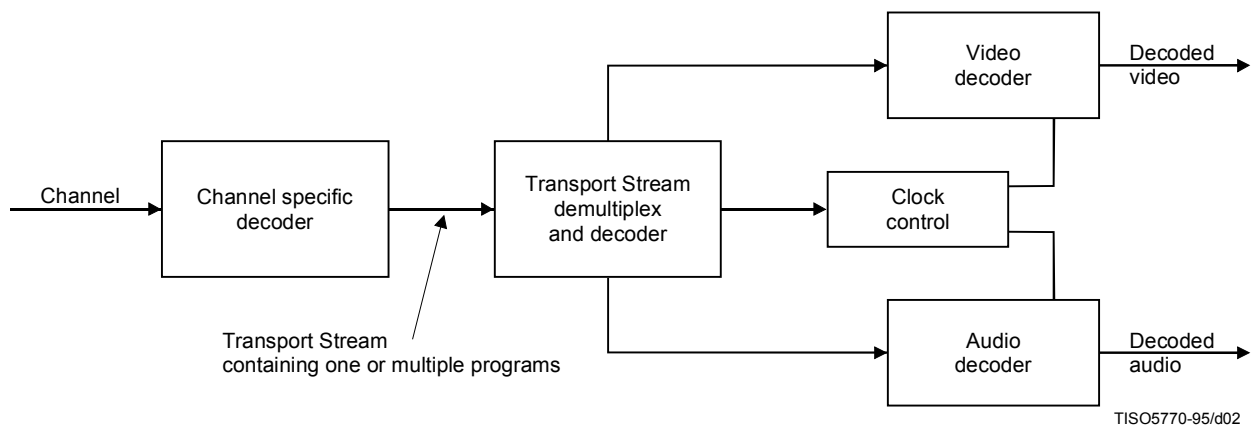 Channel
Channel specific
decoder
Transport Stream
containing one or multiple programs
Transport Stream
demultiplex
and decoder
Clock
control
Video
decoder
Decoded
video
Audio
decoder
Decoded
audio
TISO5770-95/d02